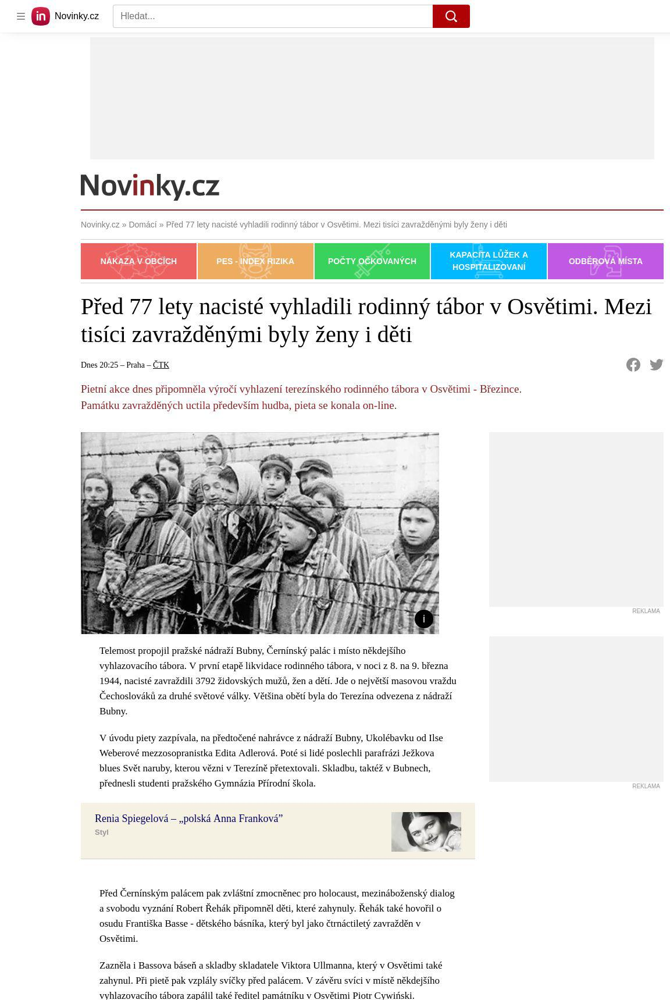 in Novinky.cz Hledat...
Novinky.cz
Novinky.cz » Domácí » Před 77 lety nacisté vyhladili rodinný tábor v Osvětimi. Mezi tisíci zavražděnými byly ženy i děti
NÁKAZA V OBCÍCH
PES - INDEX RIZIKA
POČTY OČKOVANÝCH
KAPACITA LŮŽEK A
HOSPITALIZOVANÍ
ODBĚROVÁ MÍSTA
Před 77 lety nacisté vyhladili rodinný tábor v Osvětimi. Mezi
tisíci zavražděnými byly ženy i děti
Dnes 20:25 – Praha – ČTK
Pietní akce dnes připomněla výročí vyhlazení terezínského rodinného tábora v Osvětimi - Březince.
Památku zavražděných uctila především hudba, pieta se konala on-line.
i
REKLAMA
Telemost propojil pražské nádraží Bubny, Černínský palác i místo někdejšího
vyhlazovacího tábora. V první etapě likvidace rodinného tábora, v noci z 8. na 9. března
1944, nacisté zavraždili 3792 židovských mužů, žen a dětí. Jde o největší masovou vraždu
Čechoslováků za druhé světové války. Většina obětí byla do Terezína odvezena z nádraží
Bubny.
V úvodu piety zazpívala, na předtočené nahrávce z nádraží Bubny, Ukolébavku od Ilse
Weberové mezzosopranistka Edita Adlerová. Poté si lidé poslechli parafrázi Ježkova
blues Svět naruby, kterou vězni v Terezíně přetextovali. Skladbu, taktéž v Bubnech,
přednesli studenti pražského Gymnázia Přírodní škola.
REKLAMA
Renia Spiegelová – „polská Anna Franková”
Styl
Před Černínským palácem pak zvláštní zmocněnec pro holocaust, mezináboženský dialog
a svobodu vyznání Robert Řehák připomněl děti, které zahynuly. Řehák také hovořil o
osudu Františka Basse - dětského básníka, který byl jako čtrnáctiletý zavražděn v
Osvětimi.
Zazněla i Bassova báseň a skladby skladatele Viktora Ullmanna, který v Osvětimi také
zahynul. Při pietě pak vzplály svíčky před palácem. V závěru svíci v místě někdejšího
vyhlazovacího tábora zapálil také ředitel památníku v Osvětimi Piotr Cywiński.